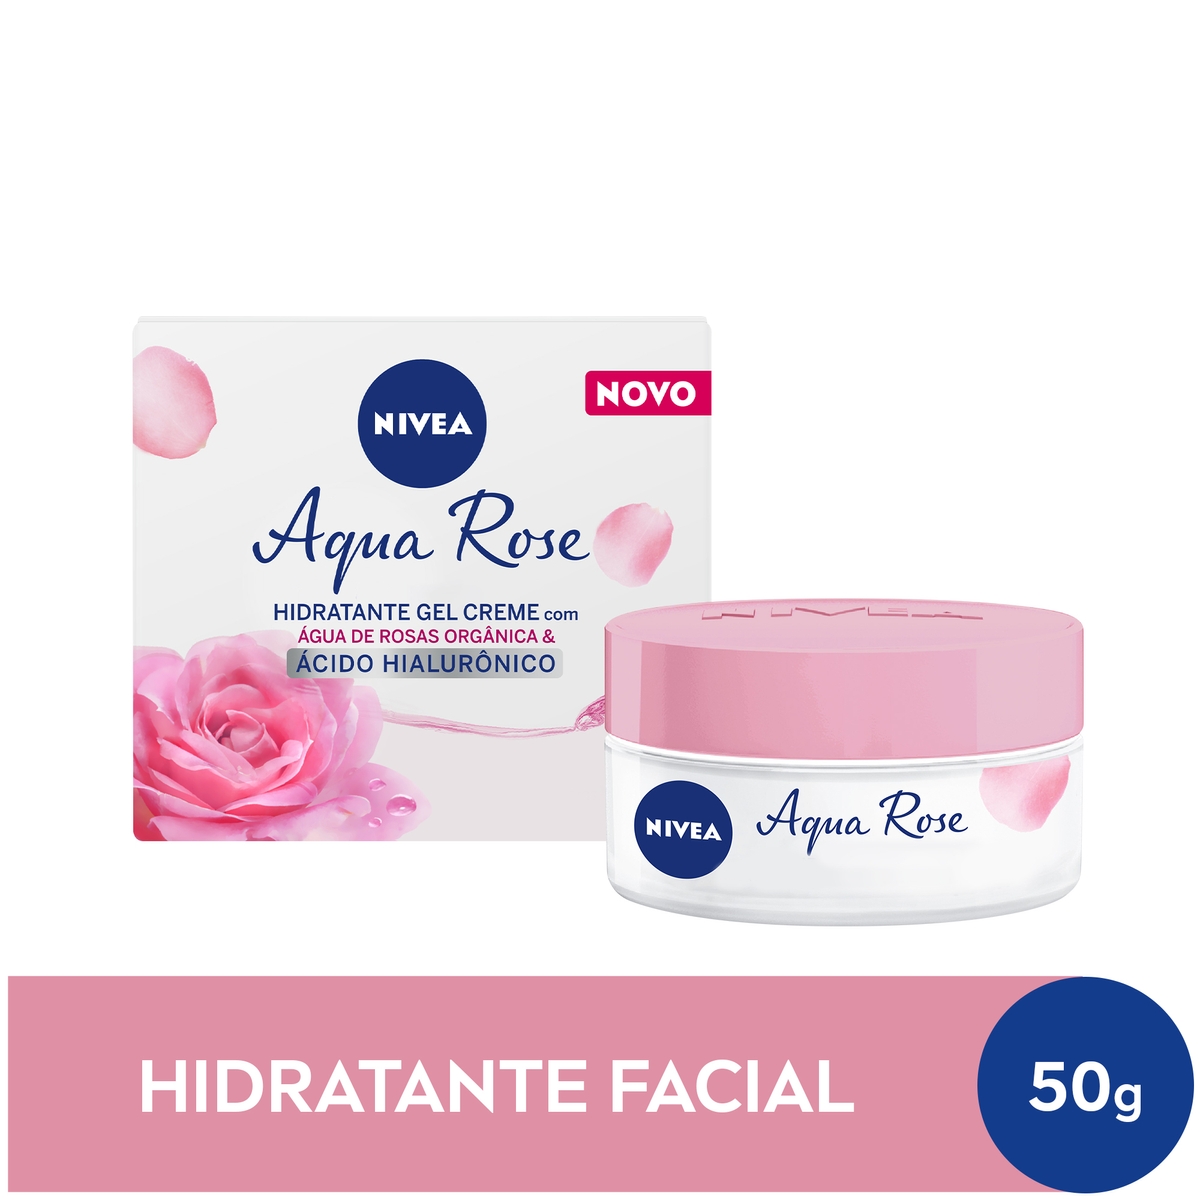 NOVO
NIVEA
Aqua Rose
HIDRATANTE GEL CREME com
ÁGUA DE ROSAS ORGÂNICA &
ÁCIDO HIALURÔNICO
NIVEA
NIVEA
Aqua Rose
HIDRATANTE FACIAL
50g